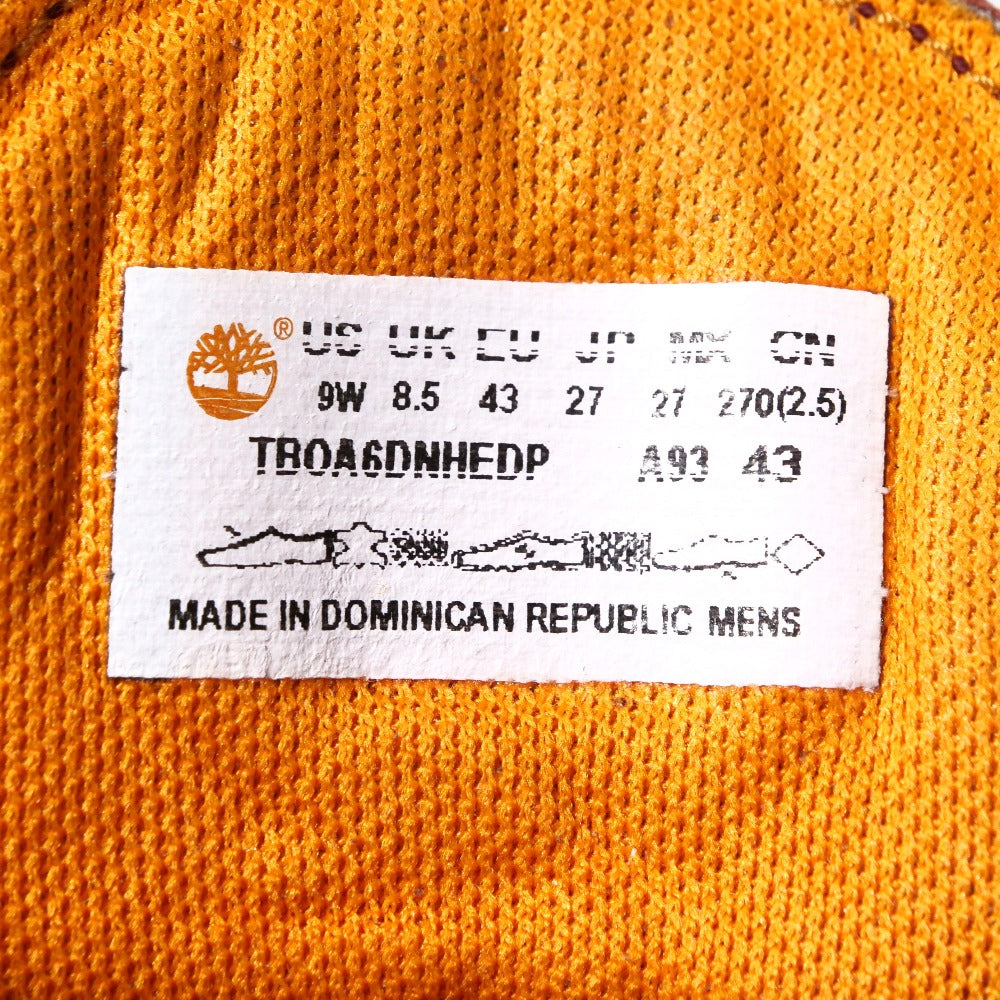 ® US UK EU JP MX CN
9W 8.5 43 27 27 270(2.5)
TB0A6DNHEDP A93 43
MADE IN DOMINICAN REPUBLIC MENS